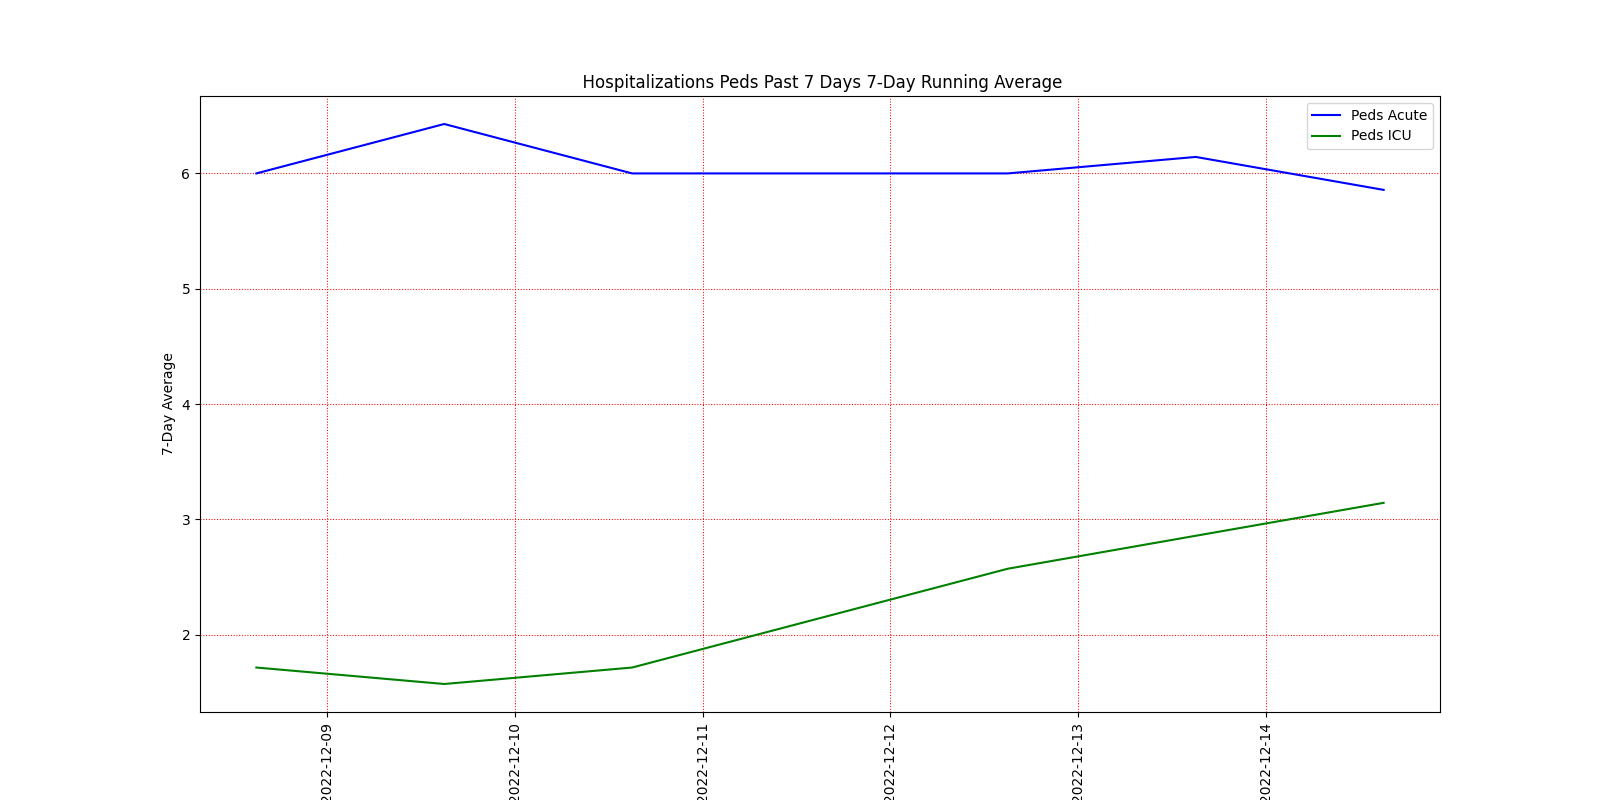 Hospitalizations Peds Past 7 Days 7-Day Running Average
Peds Acute
Peds ICU
7-Day Average
6
5
4
3
2
2022-12-09
2022-12-10
2022-12-11
2022-12-12
2022-12-13
2022-12-14